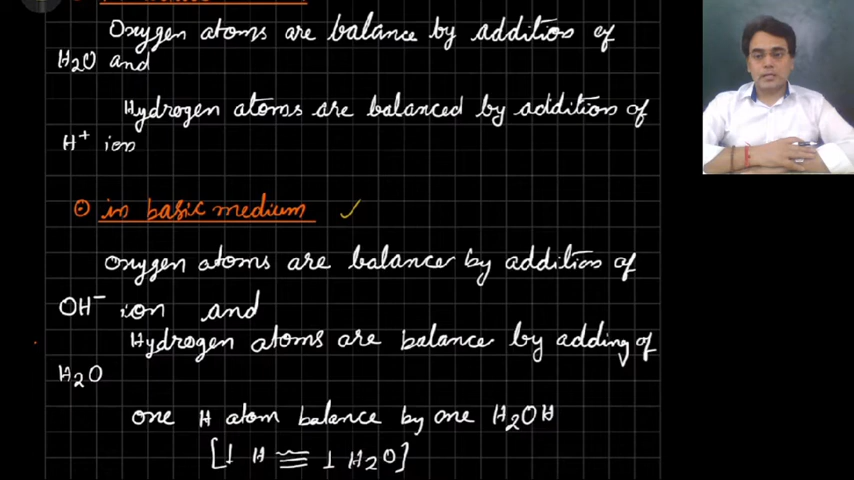 Oxygen atoms are balance by addition of
H₂O and
Hydrogen atoms are balanced by addition of
H⁺ ion
⊙ in basic medium ✓
Oxygen atoms are balance by addition of
OH⁻ ion and
Hydrogen atoms are balance by adding of
H₂O
one H atom balance by one H₂OH
[1 H ≅ 1 H₂O]